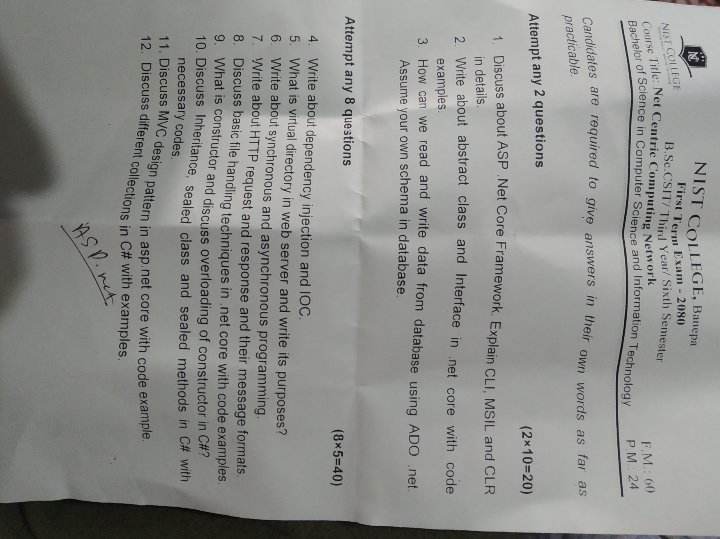 NIST COLLEGE, Banepa
First Term Exam - 2080
NIST COLLEGE
B.Sc.CSIT/ Third Year/ Sixth Semester
Course Title: Net Centric Computing Network
F.M.: 60
Bachelor of Science in Computer Science and Information Technology
P.M.: 24
Candidates are required to give answers in their own words as far as
practicable.
Attempt any 2 questions
(2×10=20)
1. Discuss about ASP .Net Core Framework. Explain CLI, MSIL and CLR
in details.
2. Write about abstract class and Interface in .net core with code
examples.
3. How can we read and write data from database using ADO .net.
Assume your own schema in database.
Attempt any 8 questions
(8×5=40)
4. Write about dependency injection and IOC.
5. What is virtual directory in web server and write its purposes?
6. Write about synchronous and asynchronous programming.
7. Write about HTTP request and response and their message formats.
8. Discuss basic file handling techniques in .net core with code examples.
9. What is constructor and discuss overloading of constructor in C#?
10. Discuss Inheritance, sealed class and sealed methods in C# with
necessary codes.
11. Discuss MVC design pattern in asp.net core with code example.
12. Discuss different collections in C# with examples.
ASP.net